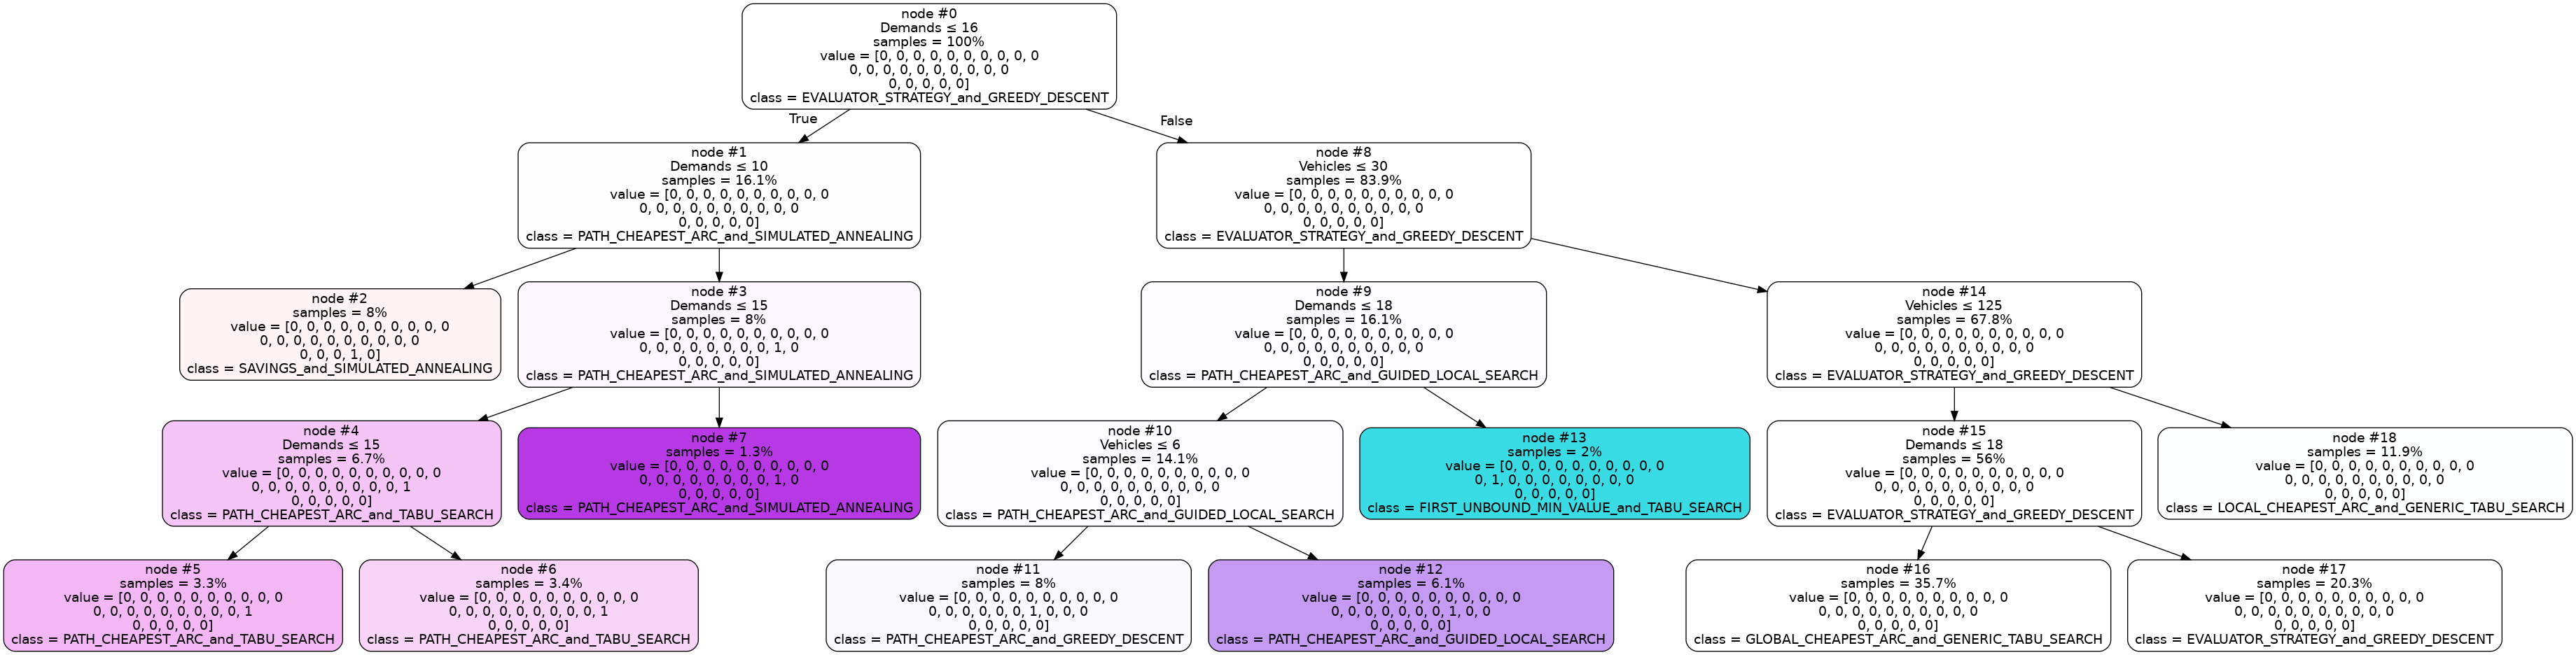 node #0
Demands ≤ 16
samples = 100%
value = [0, 0, 0, 0, 0, 0, 0, 0, 0, 0
0, 0, 0, 0, 0, 0, 0, 0, 0, 0
0, 0, 0, 0, 0]
class = EVALUATOR_STRATEGY_and_GREEDY_DESCENT
True
False
node #1
Demands ≤ 10
samples = 16.1%
value = [0, 0, 0, 0, 0, 0, 0, 0, 0, 0
0, 0, 0, 0, 0, 0, 0, 0, 0, 0
0, 0, 0, 0, 0]
class = PATH_CHEAPEST_ARC_and_SIMULATED_ANNEALING
node #8
Vehicles ≤ 30
samples = 83.9%
value = [0, 0, 0, 0, 0, 0, 0, 0, 0, 0
0, 0, 0, 0, 0, 0, 0, 0, 0, 0
0, 0, 0, 0, 0]
class = EVALUATOR_STRATEGY_and_GREEDY_DESCENT
node #2
samples = 8%
value = [0, 0, 0, 0, 0, 0, 0, 0, 0, 0
0, 0, 0, 0, 0, 0, 0, 0, 0, 0
0, 0, 0, 1, 0]
class = SAVINGS_and_SIMULATED_ANNEALING
node #3
Demands ≤ 15
samples = 8%
value = [0, 0, 0, 0, 0, 0, 0, 0, 0, 0
0, 0, 0, 0, 0, 0, 0, 0, 1, 0
0, 0, 0, 0, 0]
class = PATH_CHEAPEST_ARC_and_SIMULATED_ANNEALING
node #9
Demands ≤ 18
samples = 16.1%
value = [0, 0, 0, 0, 0, 0, 0, 0, 0, 0
0, 0, 0, 0, 0, 0, 0, 0, 0, 0
0, 0, 0, 0, 0]
class = PATH_CHEAPEST_ARC_and_GUIDED_LOCAL_SEARCH
node #14
Vehicles ≤ 125
samples = 67.8%
value = [0, 0, 0, 0, 0, 0, 0, 0, 0, 0
0, 0, 0, 0, 0, 0, 0, 0, 0, 0
0, 0, 0, 0, 0]
class = EVALUATOR_STRATEGY_and_GREEDY_DESCENT
node #4
Demands ≤ 15
samples = 6.7%
value = [0, 0, 0, 0, 0, 0, 0, 0, 0, 0
0, 0, 0, 0, 0, 0, 0, 0, 0, 1
0, 0, 0, 0, 0]
class = PATH_CHEAPEST_ARC_and_TABU_SEARCH
node #7
samples = 1.3%
value = [0, 0, 0, 0, 0, 0, 0, 0, 0, 0
0, 0, 0, 0, 0, 0, 0, 0, 1, 0
0, 0, 0, 0, 0]
class = PATH_CHEAPEST_ARC_and_SIMULATED_ANNEALING
node #10
Vehicles ≤ 6
samples = 14.1%
value = [0, 0, 0, 0, 0, 0, 0, 0, 0, 0
0, 0, 0, 0, 0, 0, 0, 0, 0, 0
0, 0, 0, 0, 0]
class = PATH_CHEAPEST_ARC_and_GUIDED_LOCAL_SEARCH
node #13
samples = 2%
value = [0, 0, 0, 0, 0, 0, 0, 0, 0, 0
0, 1, 0, 0, 0, 0, 0, 0, 0, 0
0, 0, 0, 0, 0]
class = FIRST_UNBOUND_MIN_VALUE_and_TABU_SEARCH
node #15
Demands ≤ 18
samples = 56%
value = [0, 0, 0, 0, 0, 0, 0, 0, 0, 0
0, 0, 0, 0, 0, 0, 0, 0, 0, 0
0, 0, 0, 0, 0]
class = EVALUATOR_STRATEGY_and_GREEDY_DESCENT
node #18
samples = 11.9%
value = [0, 0, 0, 0, 0, 0, 0, 0, 0, 0
0, 0, 0, 0, 0, 0, 0, 0, 0, 0
0, 0, 0, 0, 0]
class = LOCAL_CHEAPEST_ARC_and_GENERIC_TABU_SEARCH
node #5
samples = 3.3%
value = [0, 0, 0, 0, 0, 0, 0, 0, 0, 0
0, 0, 0, 0, 0, 0, 0, 0, 0, 1
0, 0, 0, 0, 0]
class = PATH_CHEAPEST_ARC_and_TABU_SEARCH
node #6
samples = 3.4%
value = [0, 0, 0, 0, 0, 0, 0, 0, 0, 0
0, 0, 0, 0, 0, 0, 0, 0, 0, 1
0, 0, 0, 0, 0]
class = PATH_CHEAPEST_ARC_and_TABU_SEARCH
node #11
samples = 8%
value = [0, 0, 0, 0, 0, 0, 0, 0, 0, 0
0, 0, 0, 0, 0, 0, 1, 0, 0, 0
0, 0, 0, 0, 0]
class = PATH_CHEAPEST_ARC_and_GREEDY_DESCENT
node #12
samples = 6.1%
value = [0, 0, 0, 0, 0, 0, 0, 0, 0, 0
0, 0, 0, 0, 0, 0, 0, 1, 0, 0
0, 0, 0, 0, 0]
class = PATH_CHEAPEST_ARC_and_GUIDED_LOCAL_SEARCH
node #16
samples = 35.7%
value = [0, 0, 0, 0, 0, 0, 0, 0, 0, 0
0, 0, 0, 0, 0, 0, 0, 0, 0, 0
0, 0, 0, 0, 0]
class = GLOBAL_CHEAPEST_ARC_and_GENERIC_TABU_SEARCH
node #17
samples = 20.3%
value = [0, 0, 0, 0, 0, 0, 0, 0, 0, 0
0, 0, 0, 0, 0, 0, 0, 0, 0, 0
0, 0, 0, 0, 0]
class = EVALUATOR_STRATEGY_and_GREEDY_DESCENT